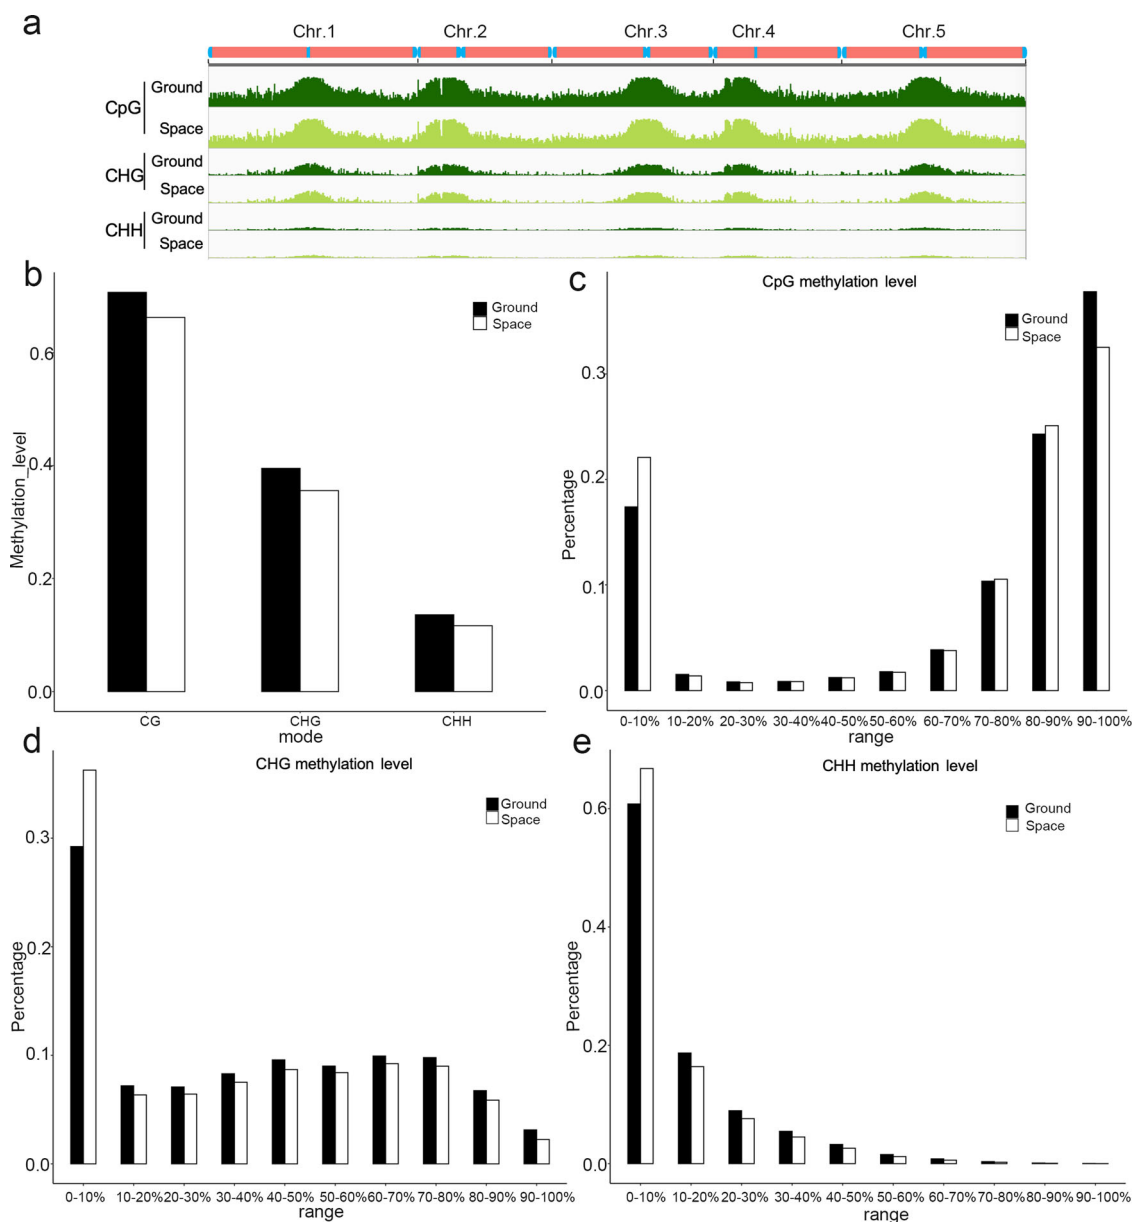 a
Chr.1 Chr.2 Chr.3 Chr.4 Chr.5
CpG
Ground
Space
CHG
Ground
Space
CHH
Ground
Space
b
Ground
Space
Methylation_level
0.6
0.4
0.2
0.0
CG CHG CHH
mode
c
CpG methylation level
Ground
Space
Percentage
0.3
0.2
0.1
0.0
0-10% 10-20% 20-30% 30-40% 40-50% 50-60% 60-70% 70-80% 80-90% 90-100%
range
d
CHG methylation level
Ground
Space
Percentage
0.3
0.2
0.1
0.0
0-10% 10-20% 20-30% 30-40% 40-50% 50-60% 60-70% 70-80% 80-90% 90-100%
range
e
CHH methylation level
Ground
Space
Percentage
0.6
0.4
0.2
0.0
0-10% 10-20% 20-30% 30-40% 40-50% 50-60% 60-70% 70-80% 80-90% 90-100%
range